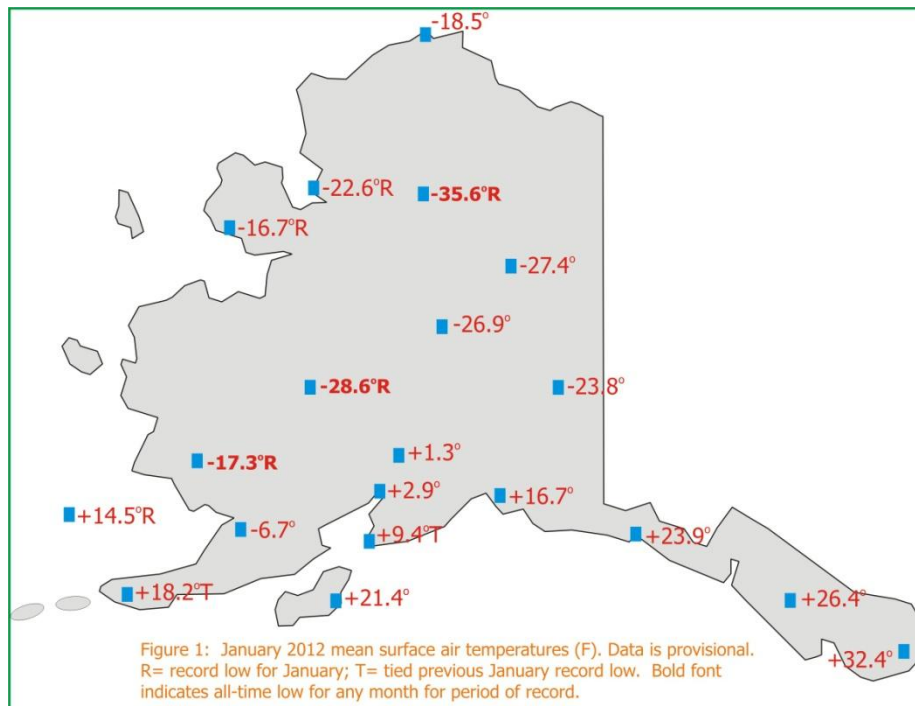 -18.5°
-22.6°R
-35.6°R
-16.7°R
-27.4°
-26.9°
-28.6°R
-23.8°
+1.3°
-17.3°R
+2.9°
+16.7°
+14.5°R
-6.7°
+9.4°T
+23.9°
+18.2°T
+21.4°
+26.4°
+32.4°
Figure 1: January 2012 mean surface air temperatures (F). Data is provisional.
R= record low for January; T= tied previous January record low. Bold font
indicates all-time low for any month for period of record.